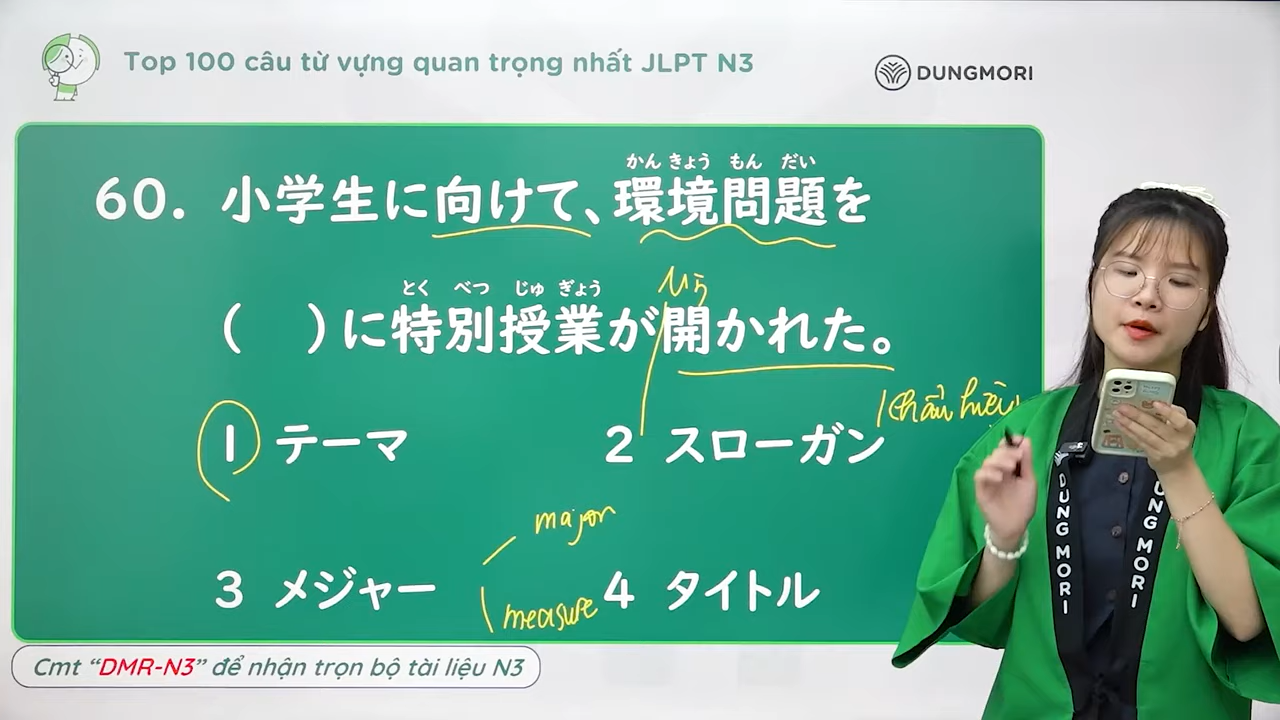 Top 100 câu từ vựng quan trọng nhất JLPT N3
DUNGMORI
かんきょう もんだい
60. 小学生に向けて、環境問題を
とくべつ じゅぎょう
ひら
( )に特別授業が開かれた。
1 テーマ
2 スローガン
khẩu hiệu
3 メジャー
major
measure
4 タイトル
DUNG MORI
DUNG MORI
Cmt “DMR-N3” để nhận trọn bộ tài liệu N3